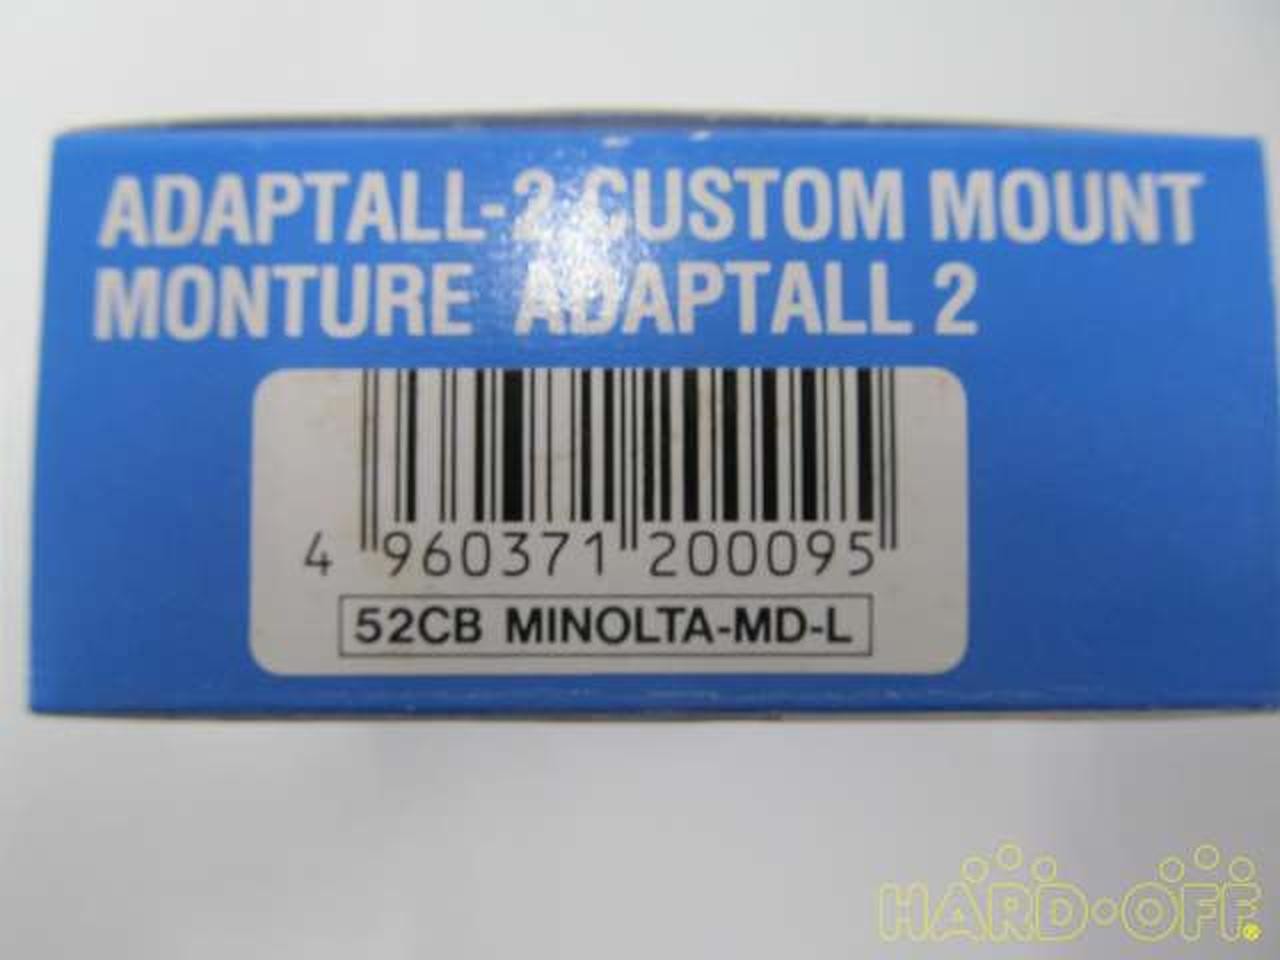 ADAPTALL-2 CUSTOM MOUNT
MONTURE ADAPTALL 2
4 960371 200095
52CB MINOLTA-MD-L
HARD·OFF®